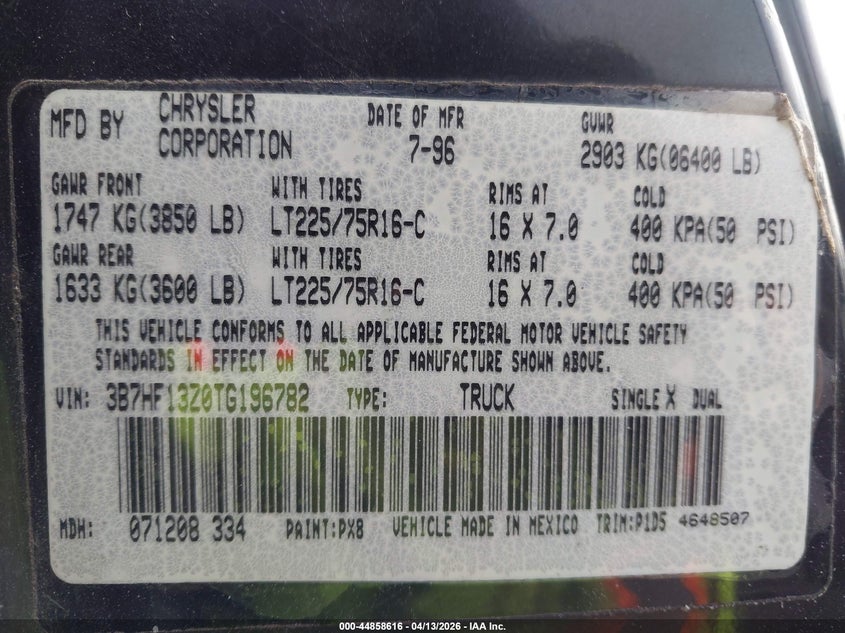 MFD BY CHRYSLER CORPORATION DATE OF MFR 7-96 GVWR 2903 KG(06400 LB)
GAWR FRONT WITH TIRES RIMS AT COLD
1747 KG(3850 LB) LT225/75R16-C 16 X 7.0 400 KPA(50 PSI)
GAWR REAR WITH TIRES RIMS AT COLD
1633 KG(3600 LB) LT225/75R16-C 16 X 7.0 400 KPA(50 PSI)
THIS VEHICLE CONFORMS TO ALL APPLICABLE FEDERAL MOTOR VEHICLE SAFETY
STANDARDS IN EFFECT ON THE DATE OF MANUFACTURE SHOWN ABOVE.
VIN: 3B7HF13Z0TG196782 TYPE: TRUCK SINGLE X DUAL
MDH: 071208 334 PAINT:PX8 VEHICLE MADE IN MEXICO TRIM:P1D5 4648507
000-44858616 - 04/13/2026 - IAA Inc.